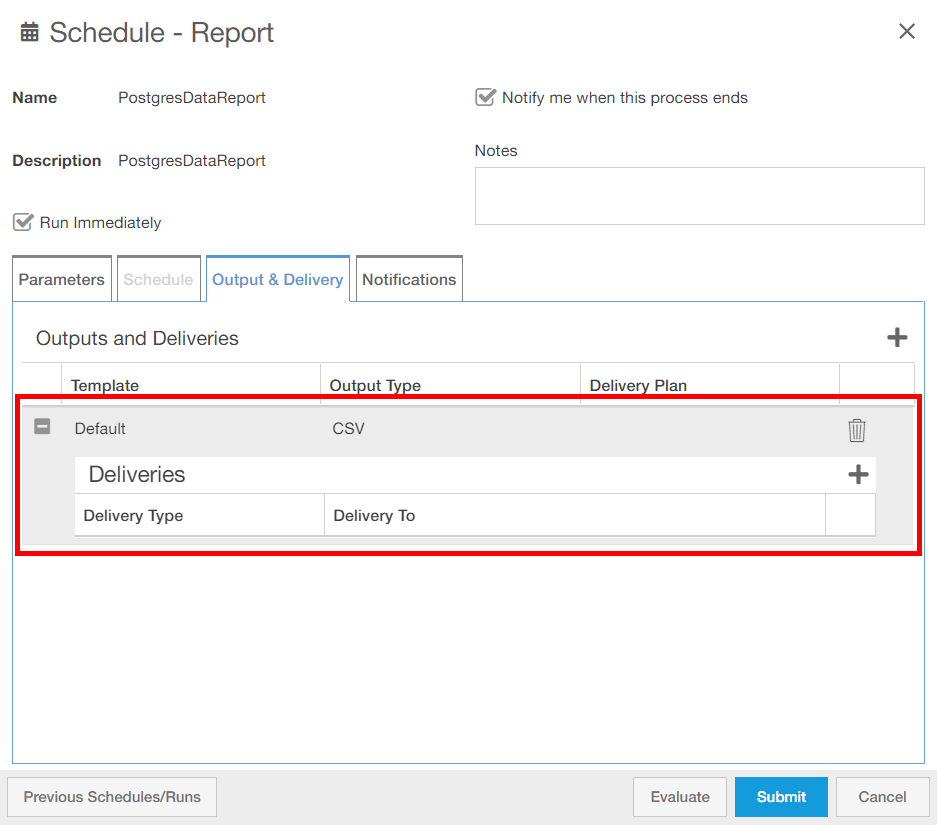 Schedule - Report
Name PostgresDataReport
Notify me when this process ends
Description PostgresDataReport
Notes
Run Immediately
Parameters Schedule Output & Delivery Notifications
Outputs and Deliveries
Template Output Type Delivery Plan
Default CSV
Deliveries
Delivery Type Delivery To
Previous Schedules/Runs Evaluate Submit Cancel